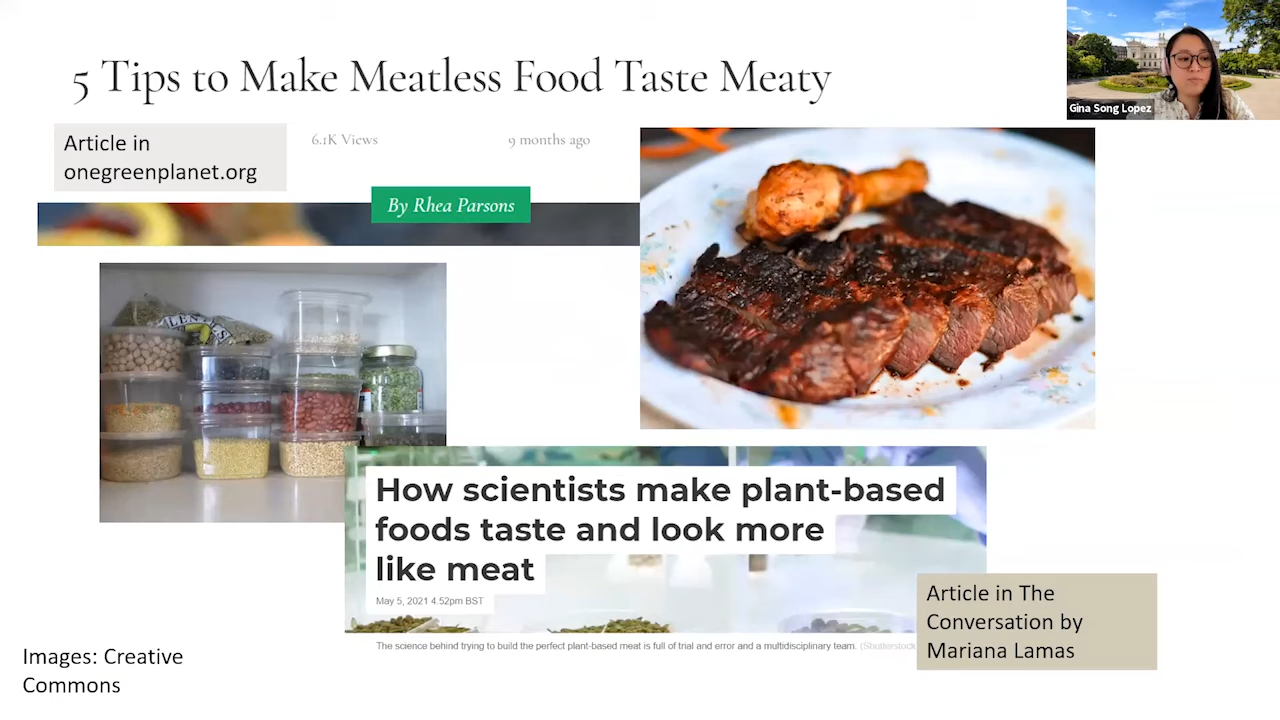 5 Tips to Make Meatless Food Taste Meaty
Gina Song Lopez
Article in
onegreenplanet.org
6.1K Views
9 months ago
By Rhea Parsons
LENTILS
How scientists make plant-based
foods taste and look more
like meat
May 5, 2021 4.52pm BST
The science behind trying to build the perfect plant-based meat is full of trial and error and a multidisciplinary team. (Shutterstock
Article in The
Conversation by
Mariana Lamas
Images: Creative
Commons